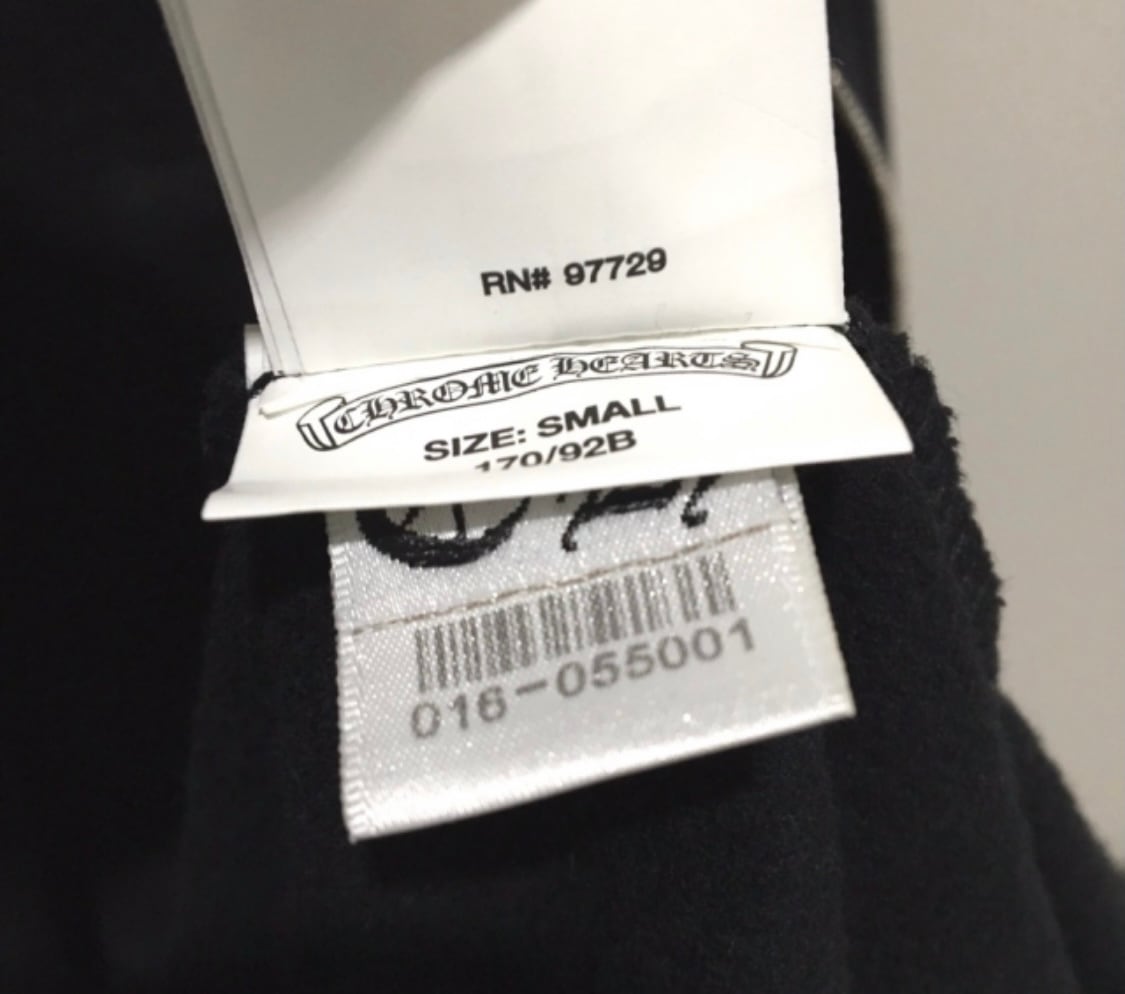 RN# 97729
CHROME HEARTS
SIZE: SMALL
170/92B
016-055001